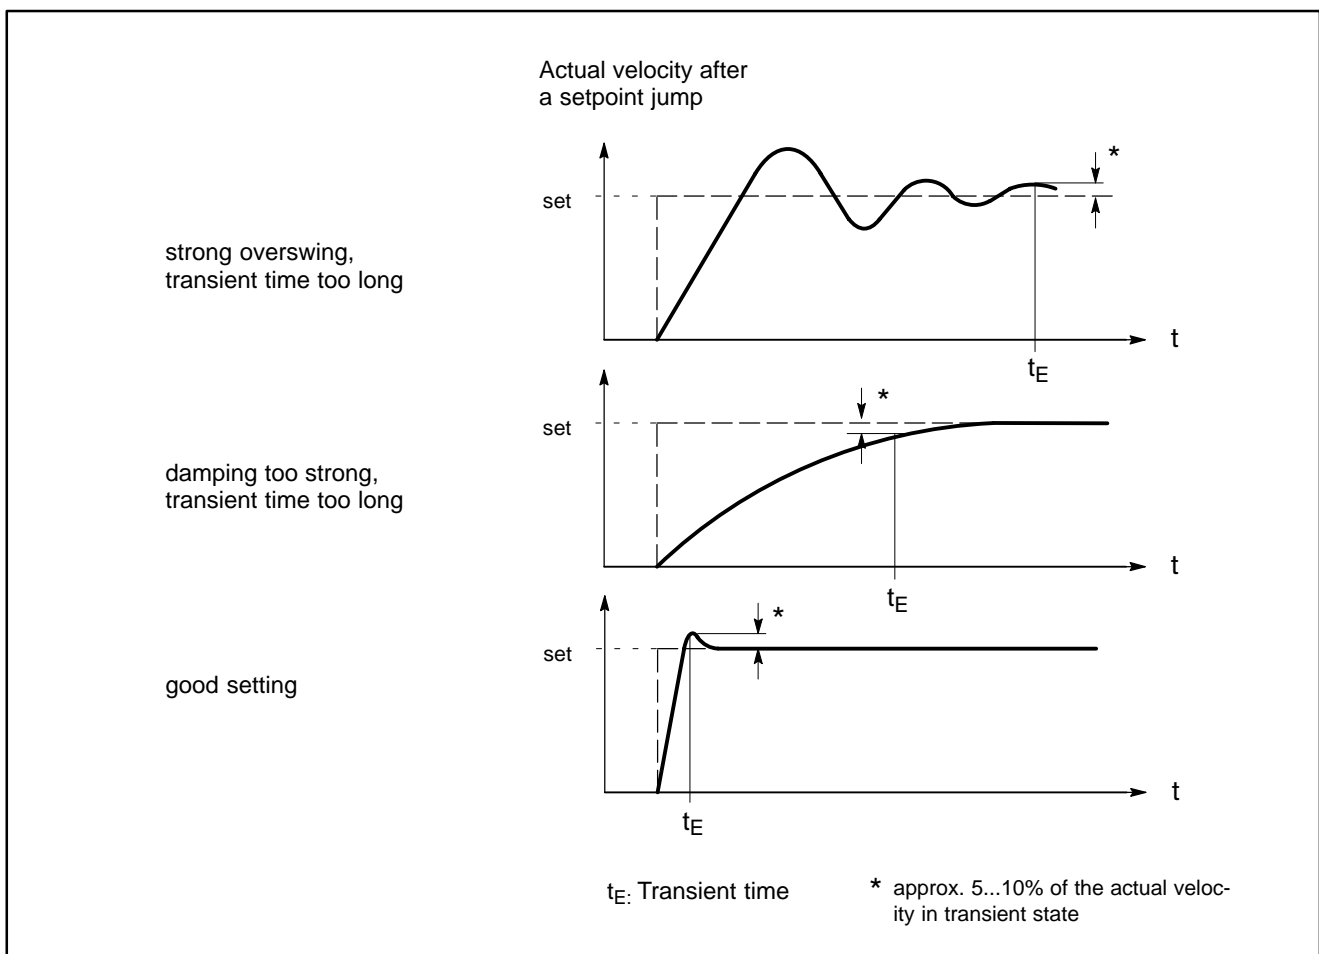 Actual velocity after
a setpoint jump
*
set
strong overswing,
transient time too long
t
tE
*
set
damping too strong,
transient time too long
t
tE
*
set
good setting
t
tE
tE: Transient time
* approx. 5...10% of the actual veloc-
ity in transient state